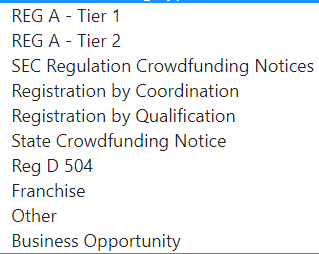 REG A - Tier 1
REG A - Tier 2
SEC Regulation Crowdfunding Notices
Registration by Coordination
Registration by Qualification
State Crowdfunding Notice
Reg D 504
Franchise
Other
Business Opportunity